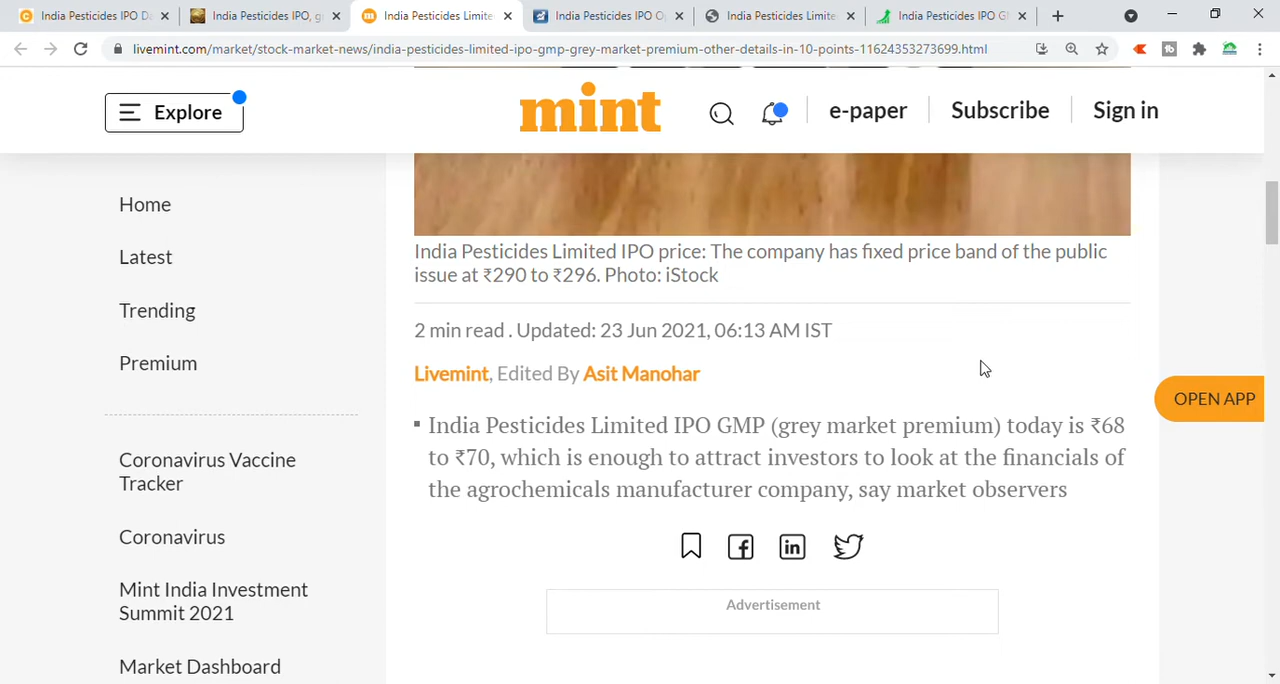 India Pesticides IPO Da
India Pesticides IPO, g
India Pesticides Limite
India Pesticides IPO O
India Pesticides Limite
India Pesticides IPO G
livemint.com/market/stock-market-news/india-pesticides-limited-ipo-gmp-grey-market-premium-other-details-in-10-points-11624353273699.html
Explore
mint
e-paper
Subscribe
Sign in
Home
Latest
Trending
Premium
Coronavirus Vaccine
Tracker
Coronavirus
Mint India Investment
Summit 2021
Market Dashboard
India Pesticides Limited IPO price: The company has fixed price band of the public
issue at ₹290 to ₹296. Photo: iStock
2 min read . Updated: 23 Jun 2021, 06:13 AM IST
Livemint, Edited By Asit Manohar
India Pesticides Limited IPO GMP (grey market premium) today is ₹68
to ₹70, which is enough to attract investors to look at the financials of
the agrochemicals manufacturer company, say market observers
Advertisement
OPEN APP